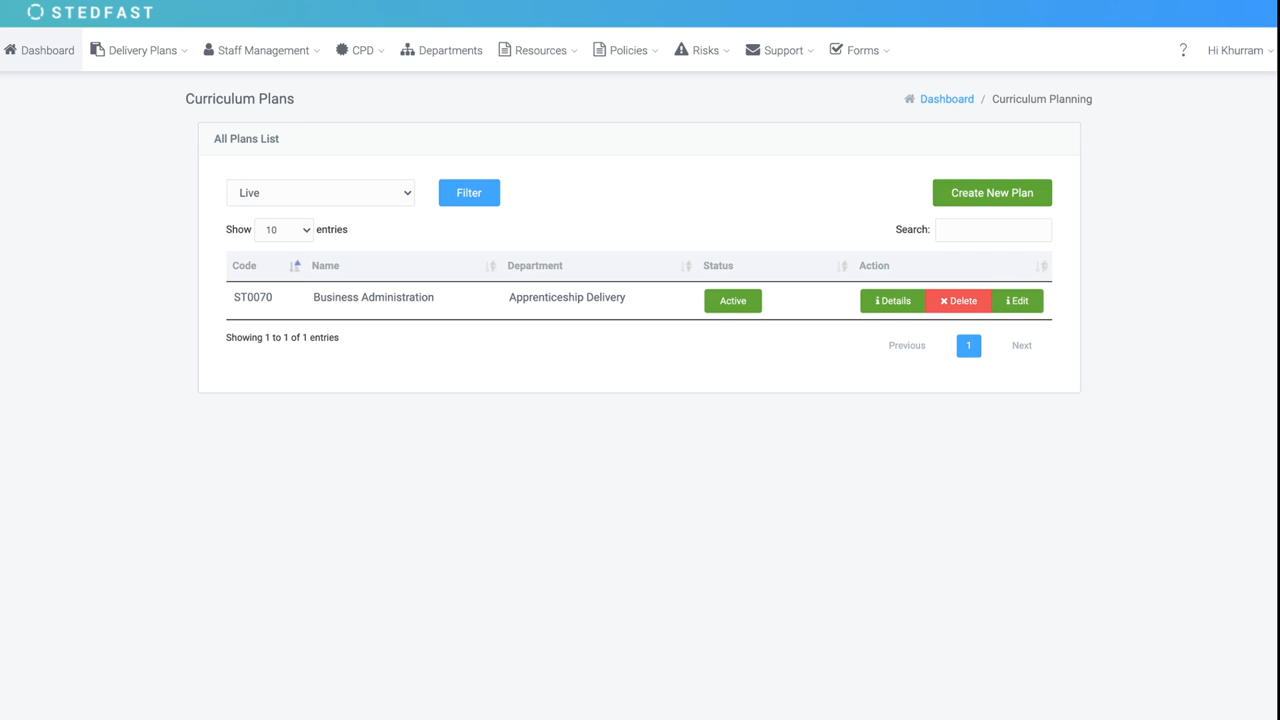 STEDFAST
Dashboard Delivery Plans Staff Management CPD Departments Resources Policies Risks Support Forms ? Hi Khurram
Curriculum Plans Dashboard / Curriculum Planning
All Plans List
Live Filter Create New Plan
Show 10 entries Search:
Code Name Department Status Action
ST0070 Business Administration Apprenticeship Delivery Active Details Delete Edit
Showing 1 to 1 of 1 entries
Previous 1 Next